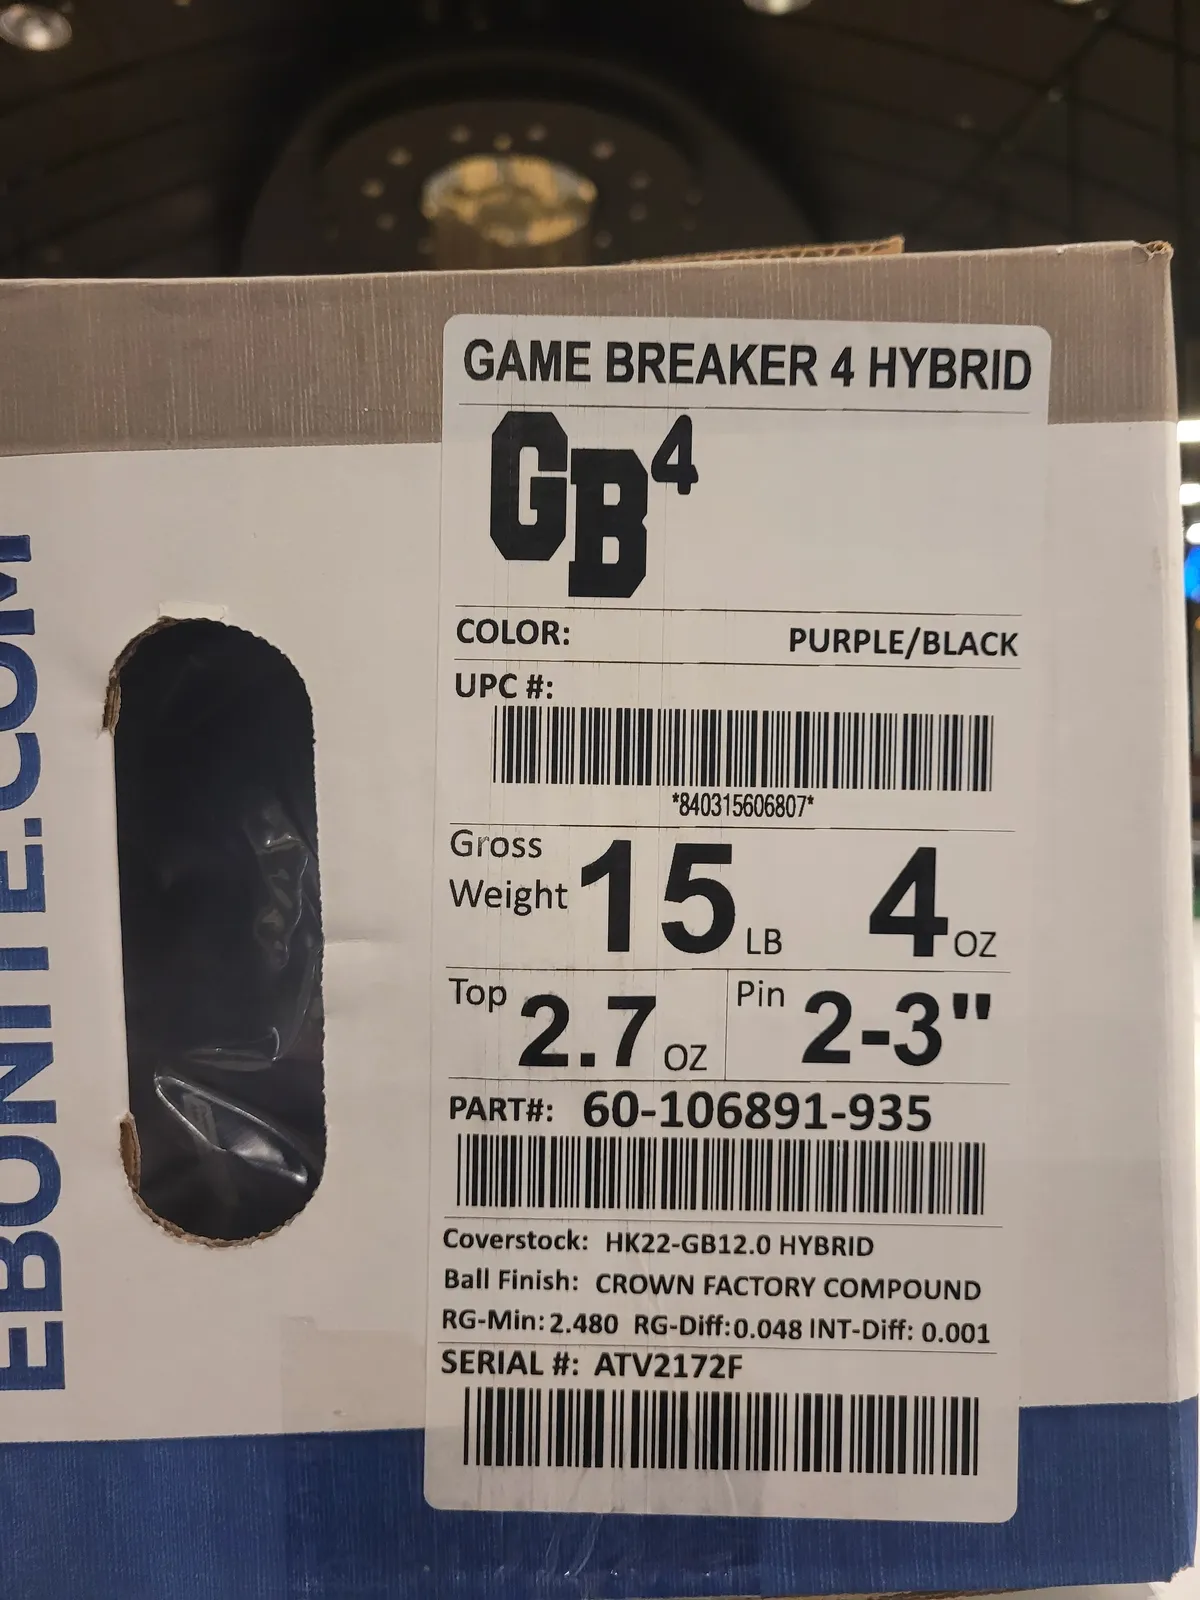 EBONITE.COM
GAME BREAKER 4 HYBRID
GB4
COLOR: PURPLE/BLACK
UPC #:
*840315606807*
Gross Weight 15 LB 4 OZ
Top 2.7 OZ Pin 2-3"
PART#: 60-106891-935
Coverstock: HK22-GB12.0 HYBRID
Ball Finish: CROWN FACTORY COMPOUND
RG-Min: 2.480 RG-Diff: 0.048 INT-Diff: 0.001
SERIAL #: ATV2172F